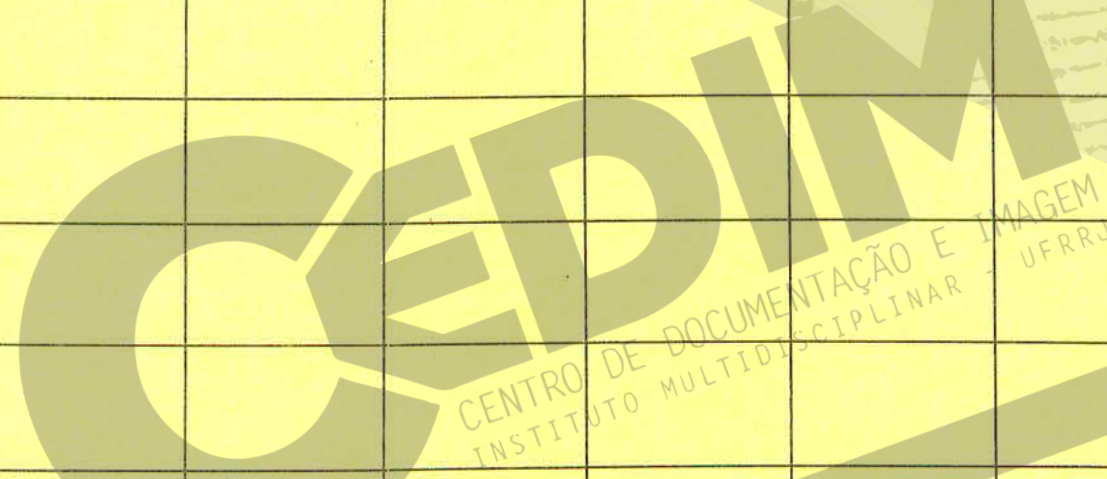 CEDIM
CENTRO DE DOCUMENTAÇÃO E IMAGEM
INSTITUTO MULTIDISCIPLINAR - UFRRJ